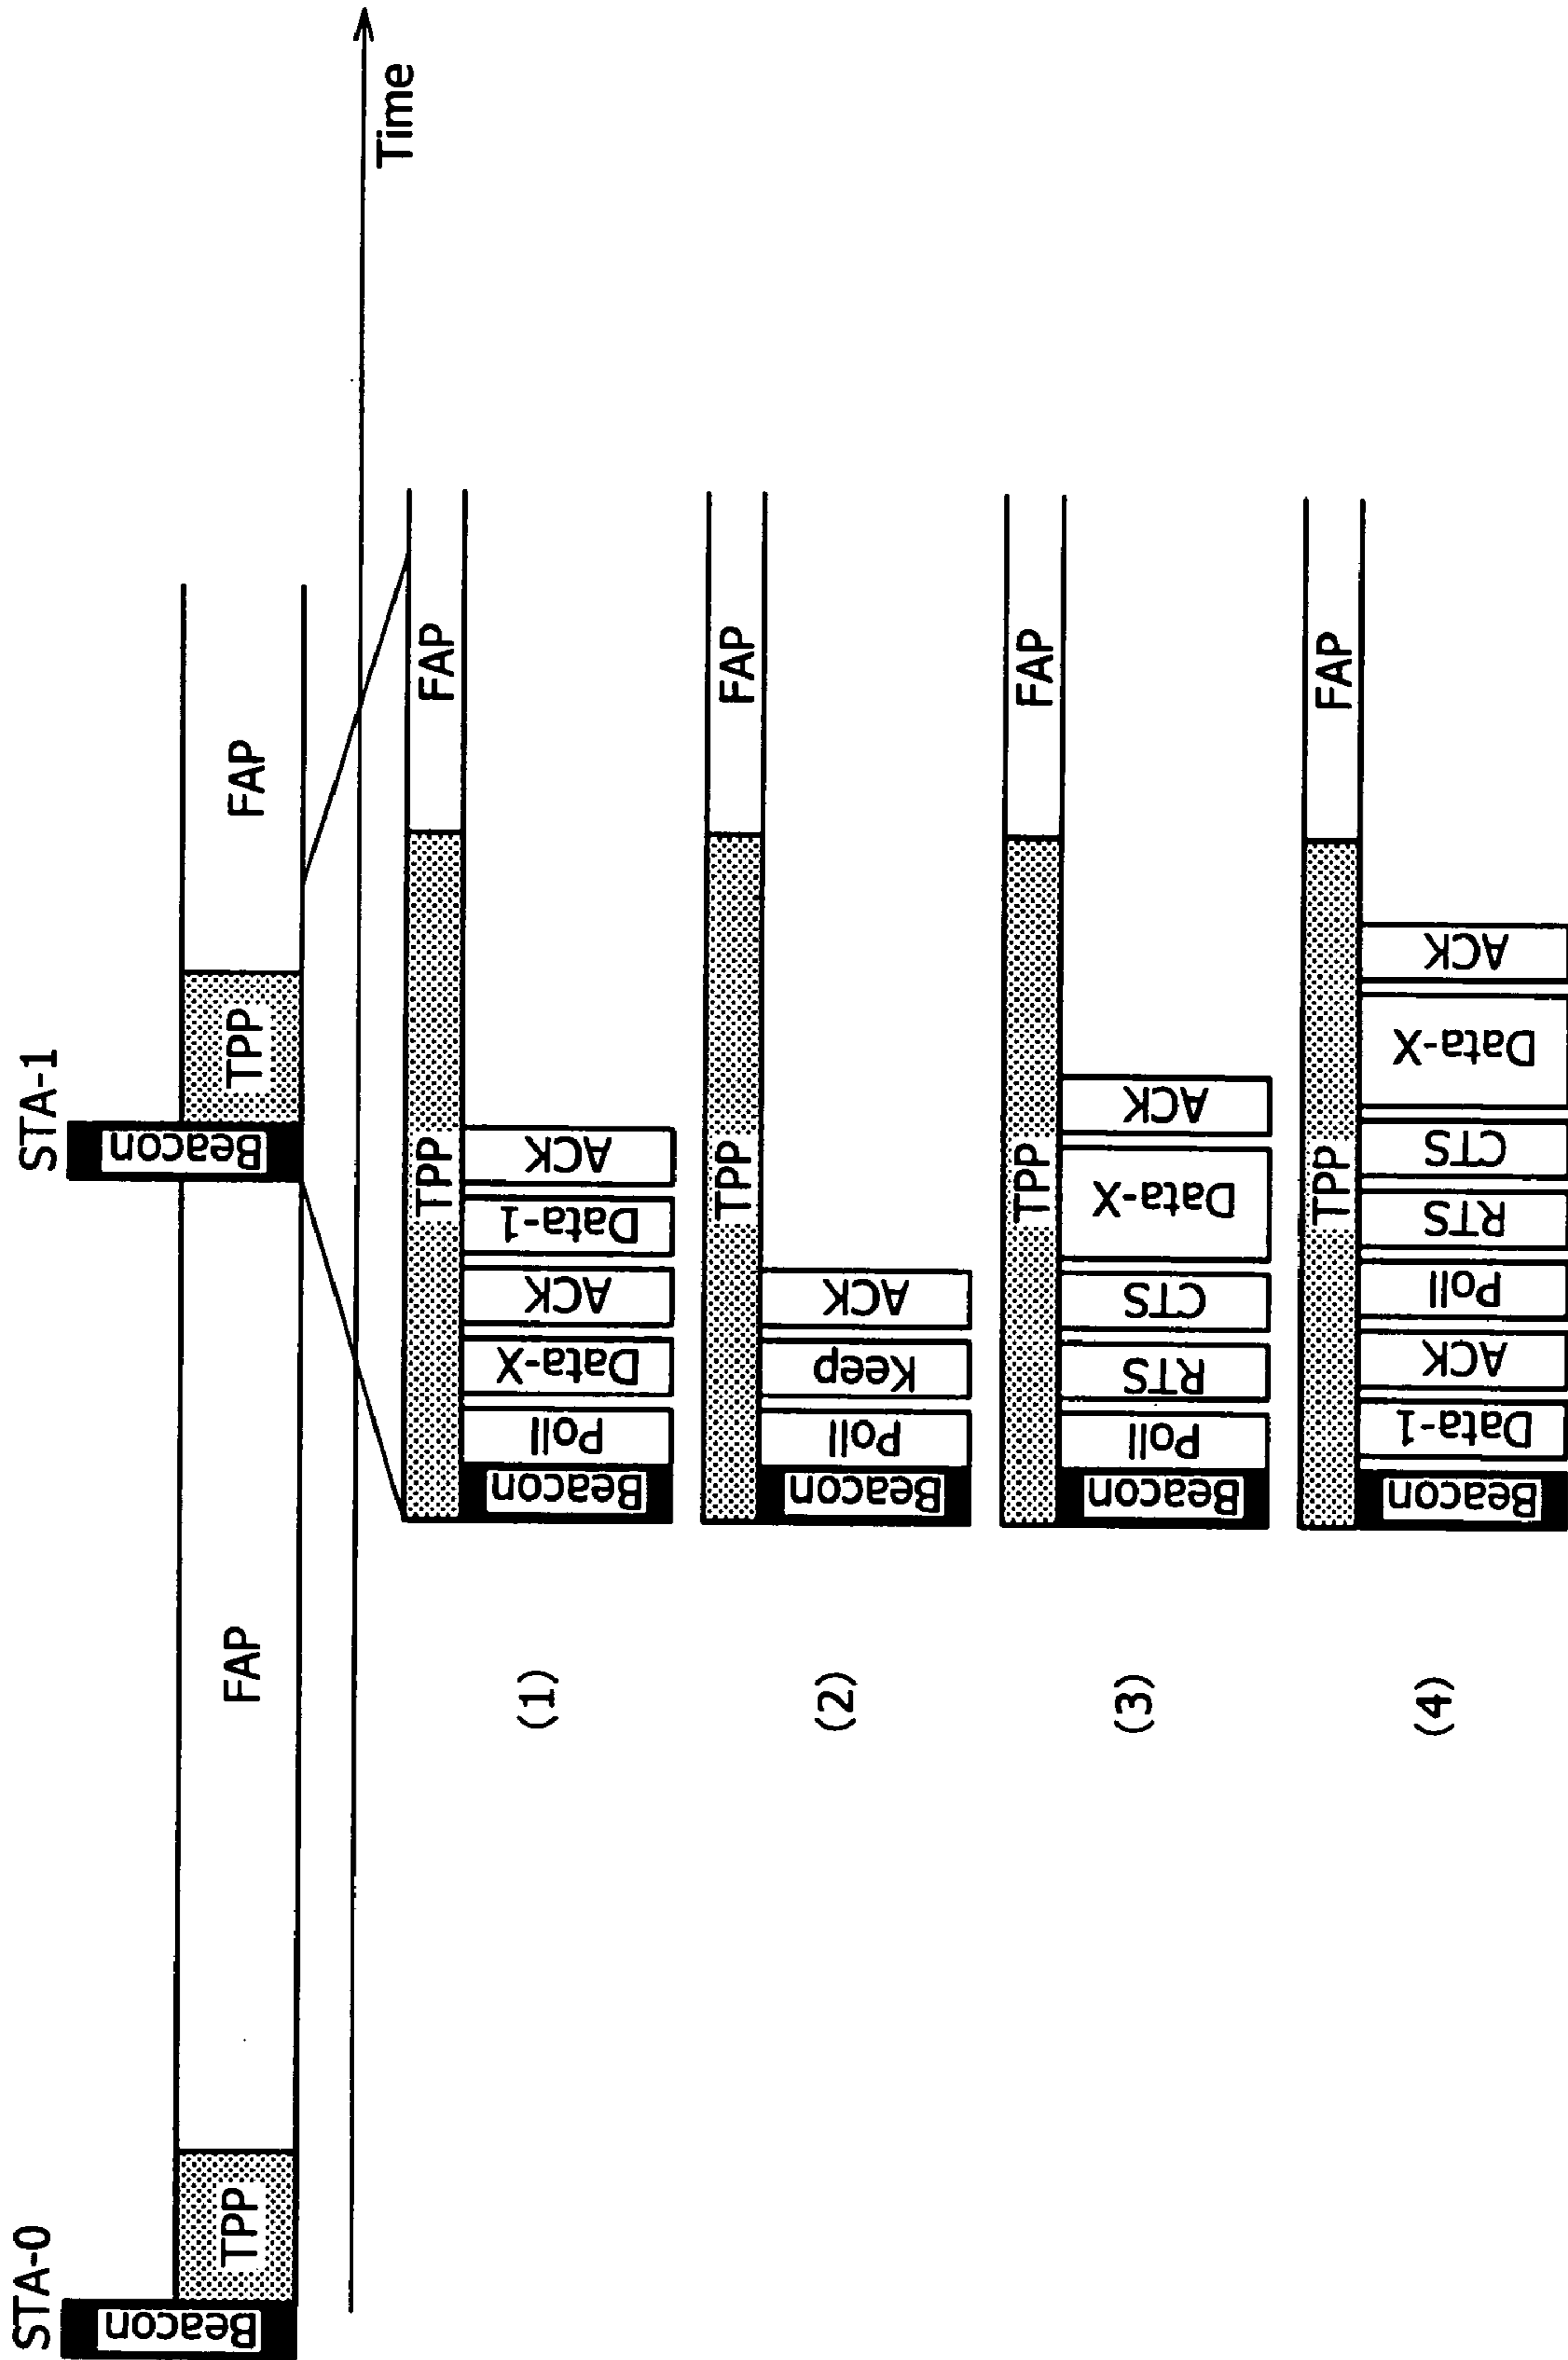 STA-0
STA-1
Beacon
TPP
FAP
Beacon
TPP
FAP
Time
(1)
TPP
FAP
Beacon
Poll
Data-X
ACK
Data-1
ACK
(2)
TPP
FAP
Beacon
Poll
Keep
ACK
(3)
TPP
FAP
Beacon
Poll
RTS
CTS
Data-X
ACK
(4)
TPP
FAP
Beacon
Data-1
ACK
Poll
RTS
CTS
Data-X
ACK